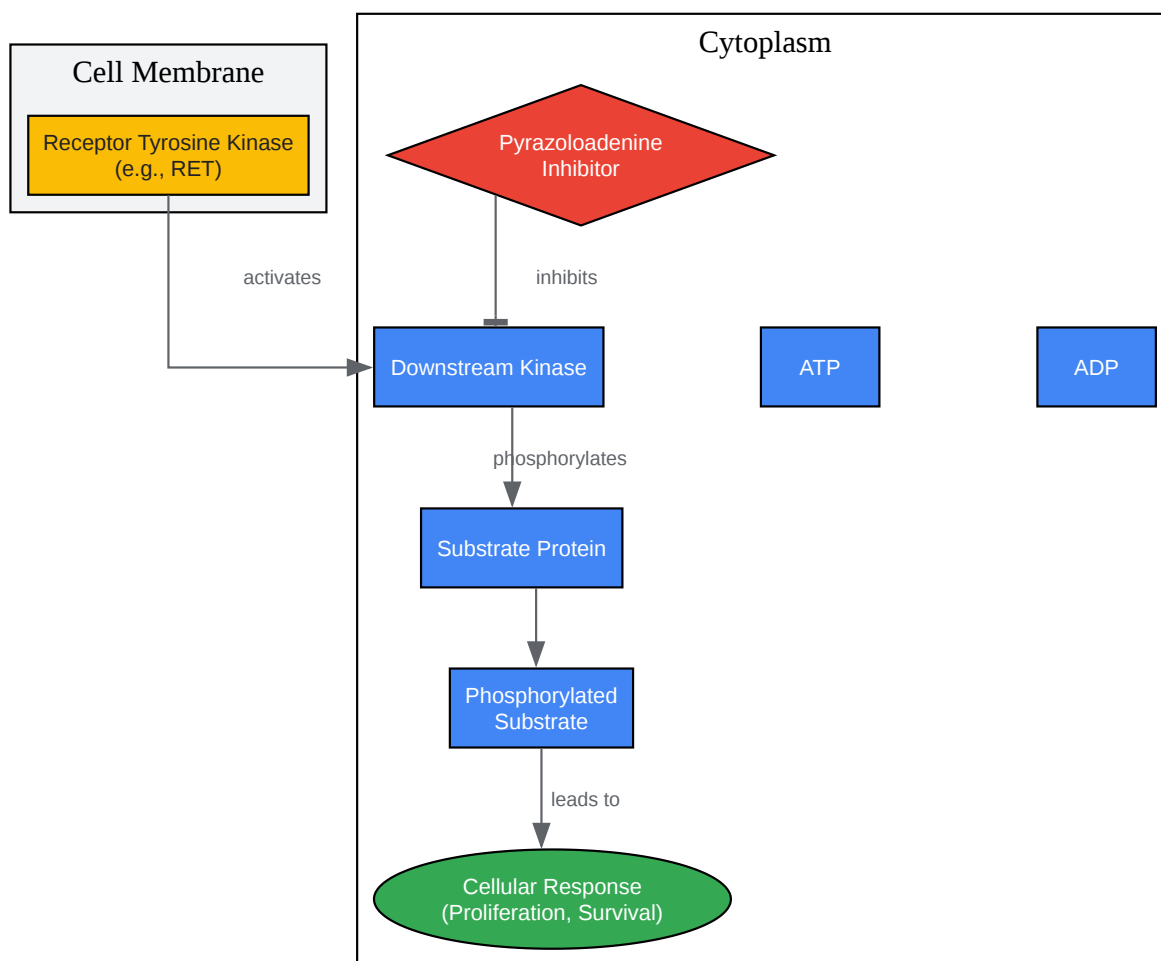 Cytoplasm
Cell Membrane
Receptor Tyrosine Kinase
(e.g., RET)
Pyrazoloadenine
Inhibitor
activates
inhibits
Downstream Kinase
ATP
ADP
phosphorylates
Substrate Protein
Phosphorylated
Substrate
leads to
Cellular Response
(Proliferation, Survival)